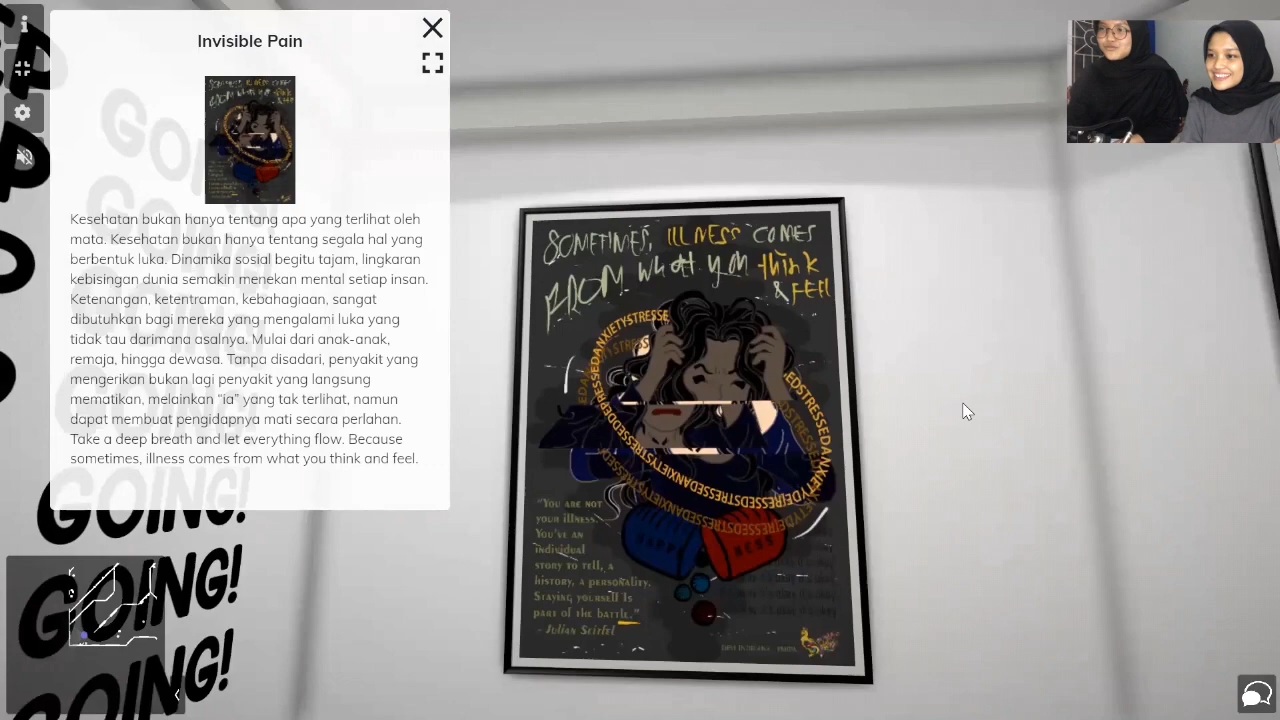 Invisible Pain
Kesehatan bukan hanya tentang apa yang terlihat oleh
mata. Kesehatan bukan hanya tentang segala hal yang
berbentuk luka. Dinamika sosial begitu tajam, lingkaran
kebisingan dunia semakin menekan mental setiap insan.
Ketenangan, ketentraman, kebahagiaan, sangat
dibutuhkan bagi mereka yang mengalami luka yang
tidak tau darimana asalnya. Mulai dari anak-anak,
remaja, hingga dewasa. Tanpa disadari, penyakit yang
mengerikan bukan lagi penyakit yang langsung
mematikan, melainkan “ia” yang tak terlihat, namun
dapat membuat pengidapnya mati secara perlahan.
Take a deep breath and let everything flow. Because
sometimes, illness comes from what you think and feel.
SOMETIMES, ILLNESS COMES
FROM what you think
& FEEL
"You are not
your illness.
You've an
individual
story to tell, a
history, a personality.
Staying yourself is
part of the battle."
GOING!
GOING!
GOING!
GOING!